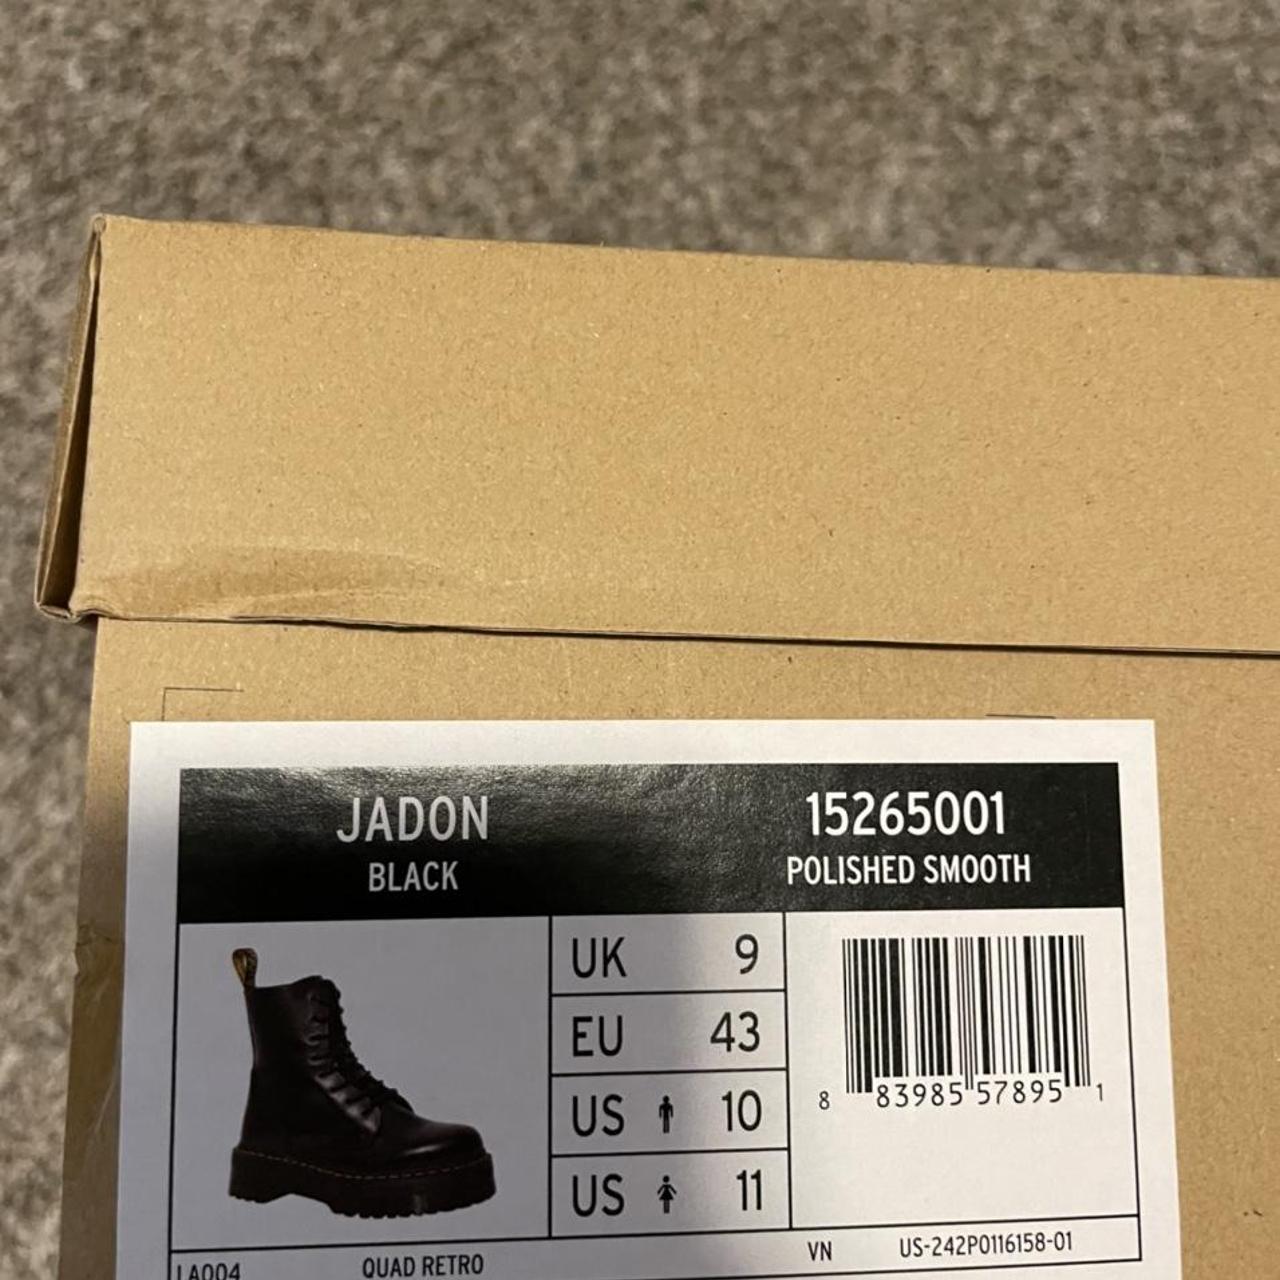 JADON
BLACK
15265001
POLISHED SMOOTH
UK 9
EU 43
US 10
US 11
8 83985 57895 1
LA004
QUAD RETRO
VN
US-242P0116158-01